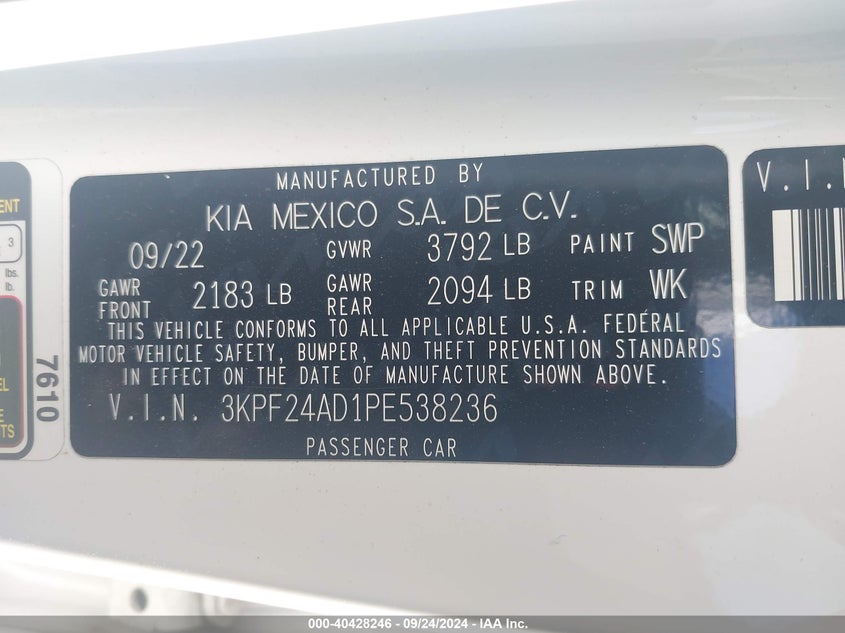 MANUFACTURED BY
KIA MEXICO S.A. DE C.V.
09/22 GVWR 3792 LB PAINT SWP
GAWR FRONT 2183 LB GAWR REAR 2094 LB TRIM WK
THIS VEHICLE CONFORMS TO ALL APPLICABLE U.S.A. FEDERAL
MOTOR VEHICLE SAFETY, BUMPER, AND THEFT PREVENTION STANDARDS
IN EFFECT ON THE DATE OF MANUFACTURE SHOWN ABOVE.
V.I.N. 3KPF24AD1PE538236
PASSENGER CAR
3
lbs.
lb.
7610
V.I.N
000-40428246 - 09/24/2024 - IAA Inc.